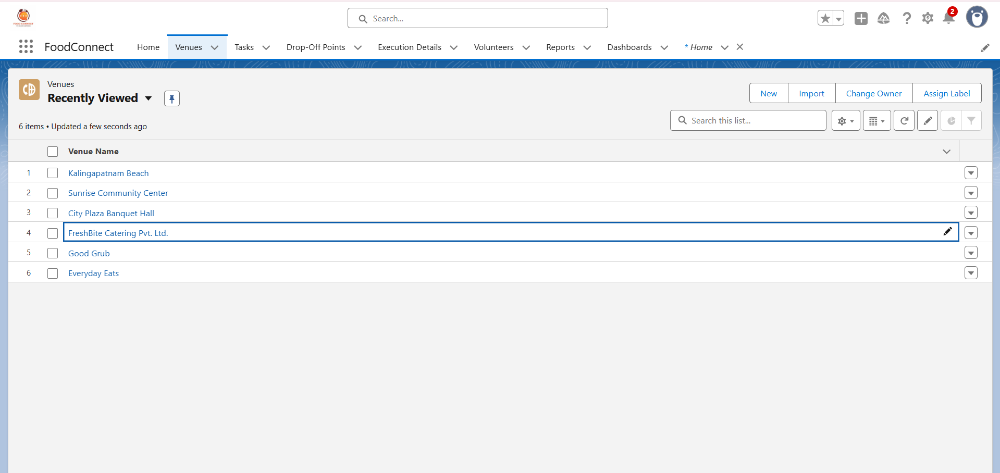 FOOD CONNECT
Search...
2
FoodConnect
Home
Venues
Tasks
Drop-Off Points
Execution Details
Volunteers
Reports
Dashboards
* Home
Venues
Recently Viewed
New
Import
Change Owner
Assign Label
6 items • Updated a few seconds ago
Search this list...
Venue Name
1 Kalingapatnam Beach
2 Sunrise Community Center
3 City Plaza Banquet Hall
4 FreshBite Catering Pvt. Ltd.
5 Good Grub
6 Everyday Eats